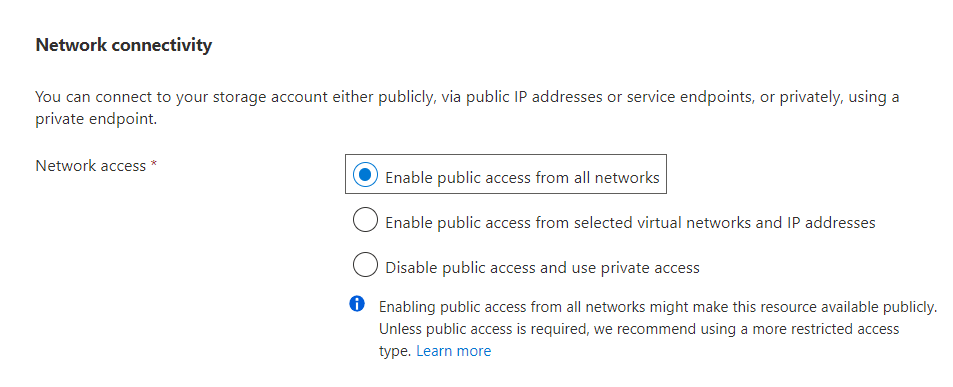 Network connectivity
You can connect to your storage account either publicly, via public IP addresses or service endpoints, or privately, using a
private endpoint.
Network access *
Enable public access from all networks
Enable public access from selected virtual networks and IP addresses
Disable public access and use private access
Enabling public access from all networks might make this resource available publicly.
Unless public access is required, we recommend using a more restricted access
type. Learn more